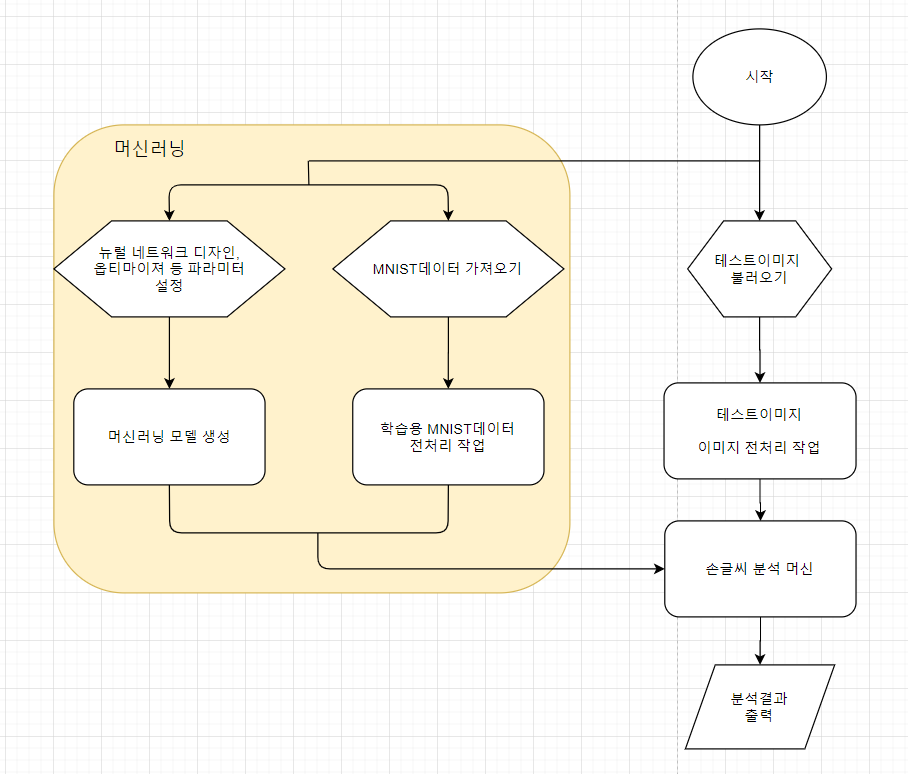 시작
머신러닝
뉴럴 네트워크 디자인,
옵티마이져 등 파라미터
설정
MNIST데이터 가져오기
테스트이미지
불러오기
머신러닝 모델 생성
학습용 MNIST데이터
전처리 작업
테스트이미지
이미지 전처리 작업
손글씨 분석 머신
분석결과
출력